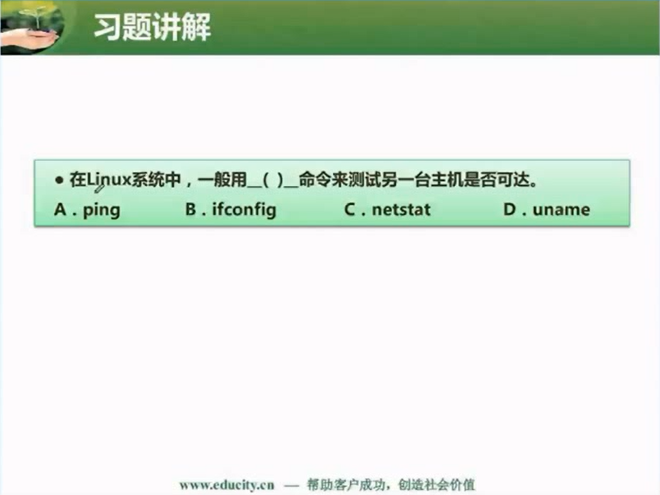 习题讲解
● 在Linux系统中，一般用__( )__命令来测试另一台主机是否可达。
A．ping B．ifconfig C．netstat D．uname
www.educity.cn — 帮助客户成功，创造社会价值